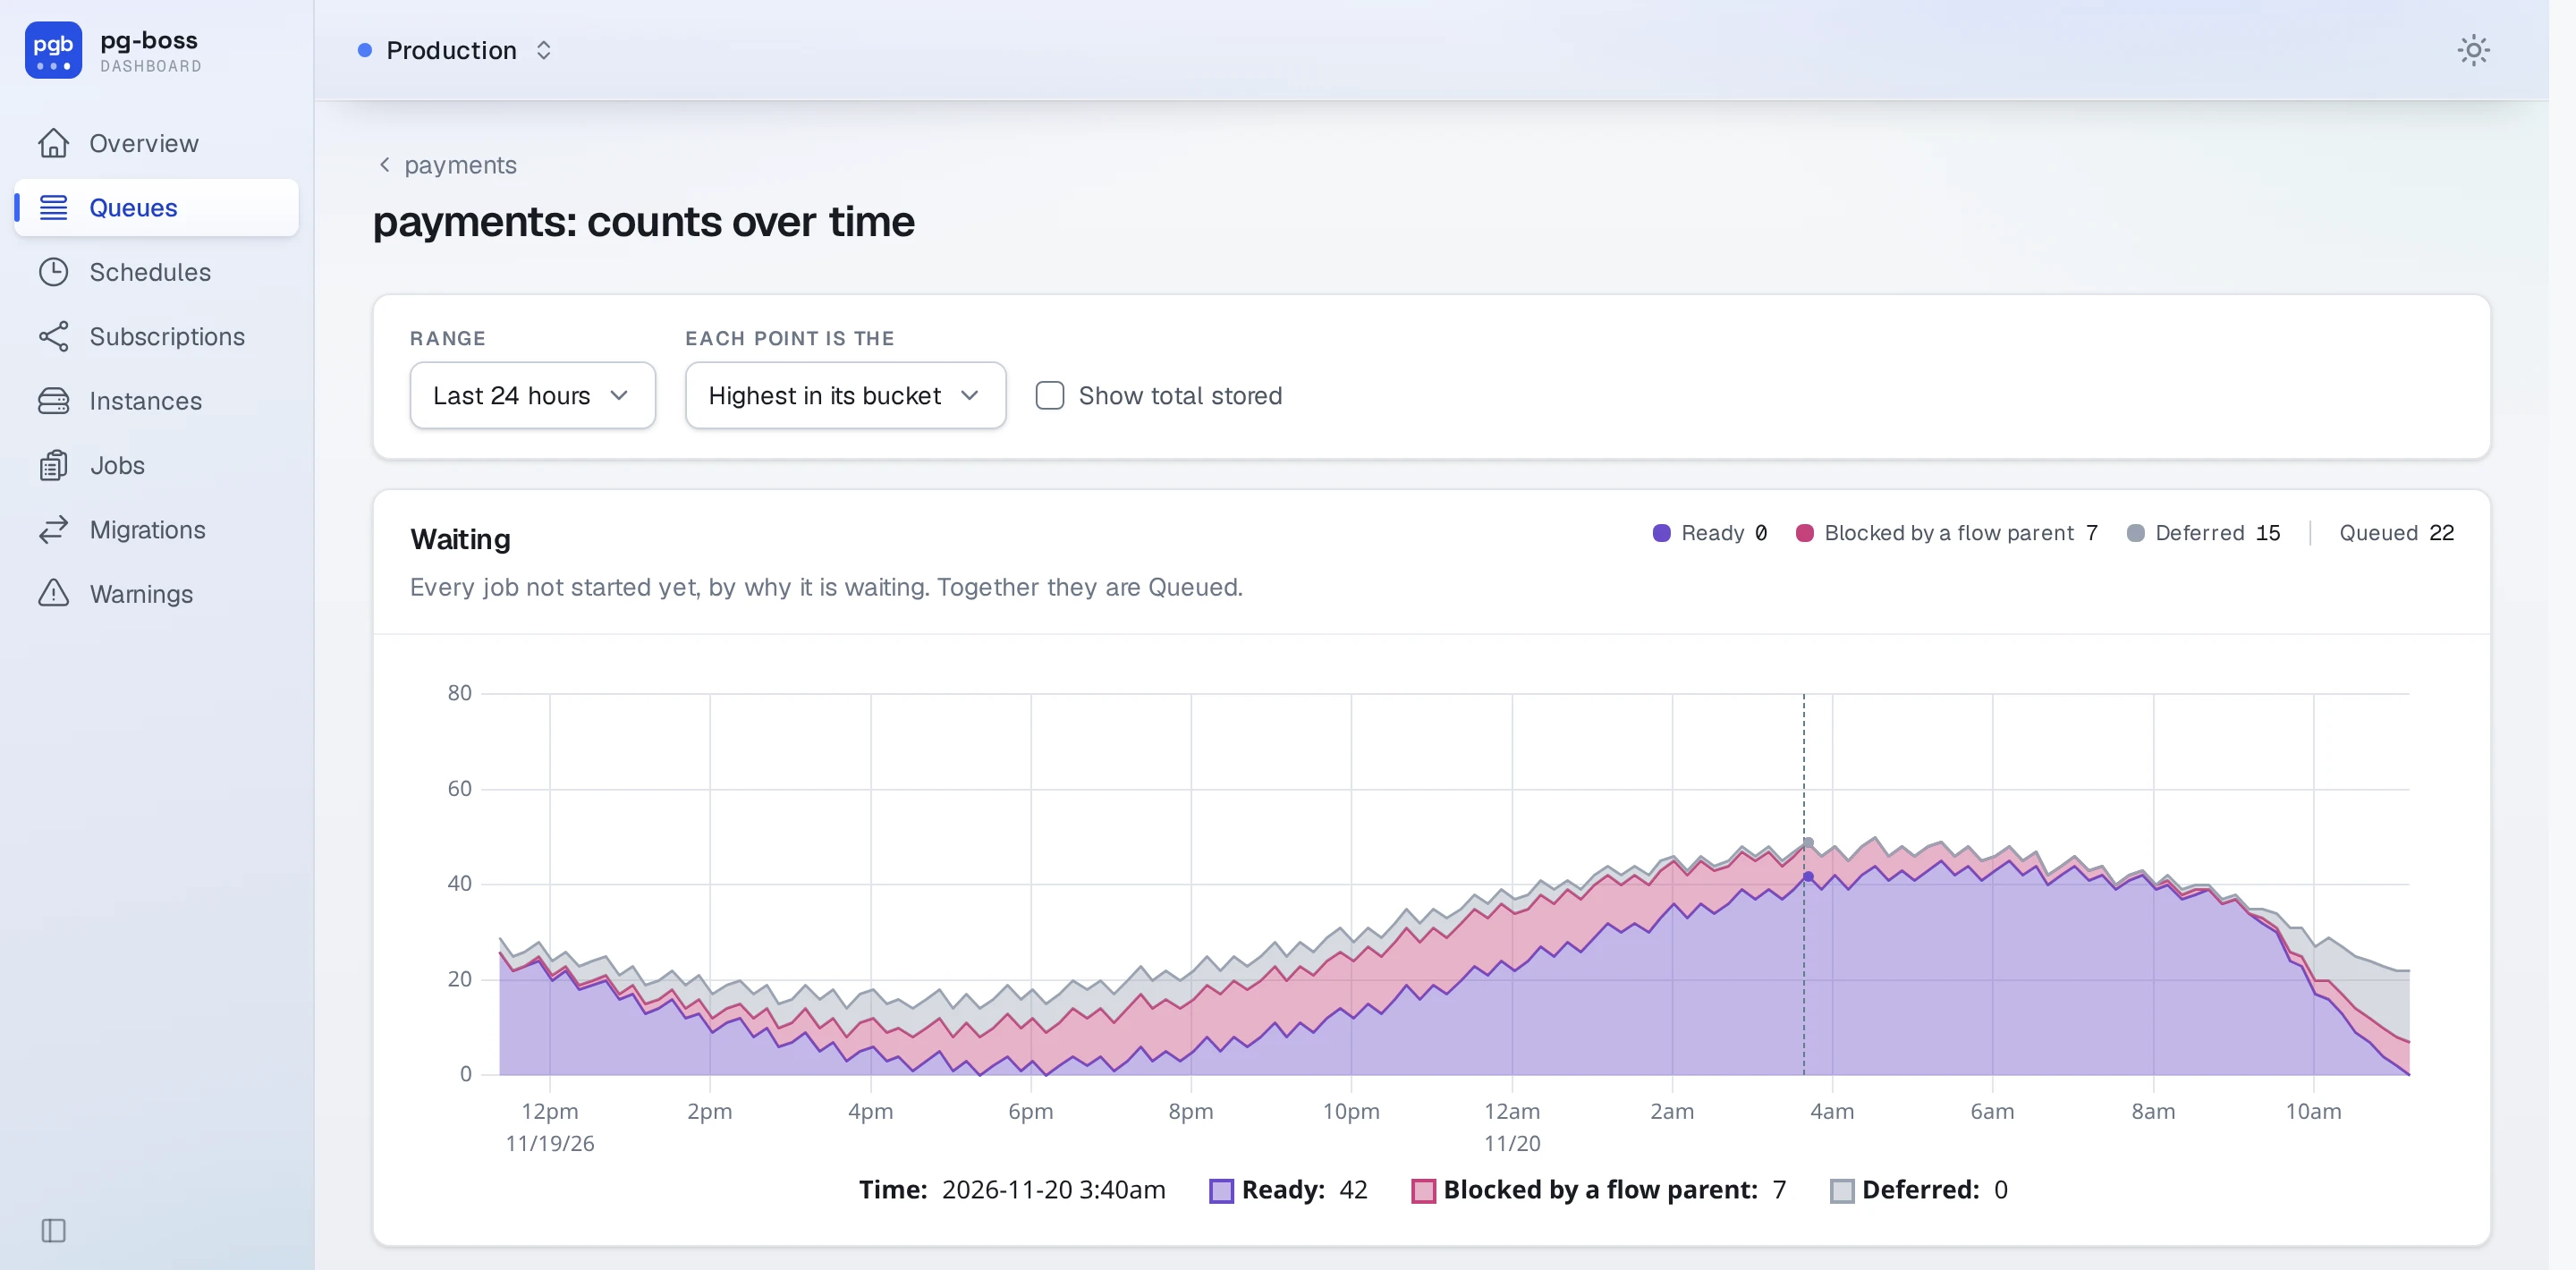 pgb
pg-boss
DASHBOARD
Overview
Queues
Schedules
Subscriptions
Instances
Jobs
Migrations
Warnings
Production
payments
payments: counts over time
RANGE
EACH POINT IS THE
Last 24 hours
Highest in its bucket
Show total stored
Waiting
Ready 0 Blocked by a flow parent 7 Deferred 15 Queued 22
Every job not started yet, by why it is waiting. Together they are Queued.
80
60
40
20
0
12pm 2pm 4pm 6pm 8pm 10pm 12am 2am 4am 6am 8am 10am
11/19/26 11/20
Time: 2026-11-20 3:40am Ready: 42 Blocked by a flow parent: 7 Deferred: 0